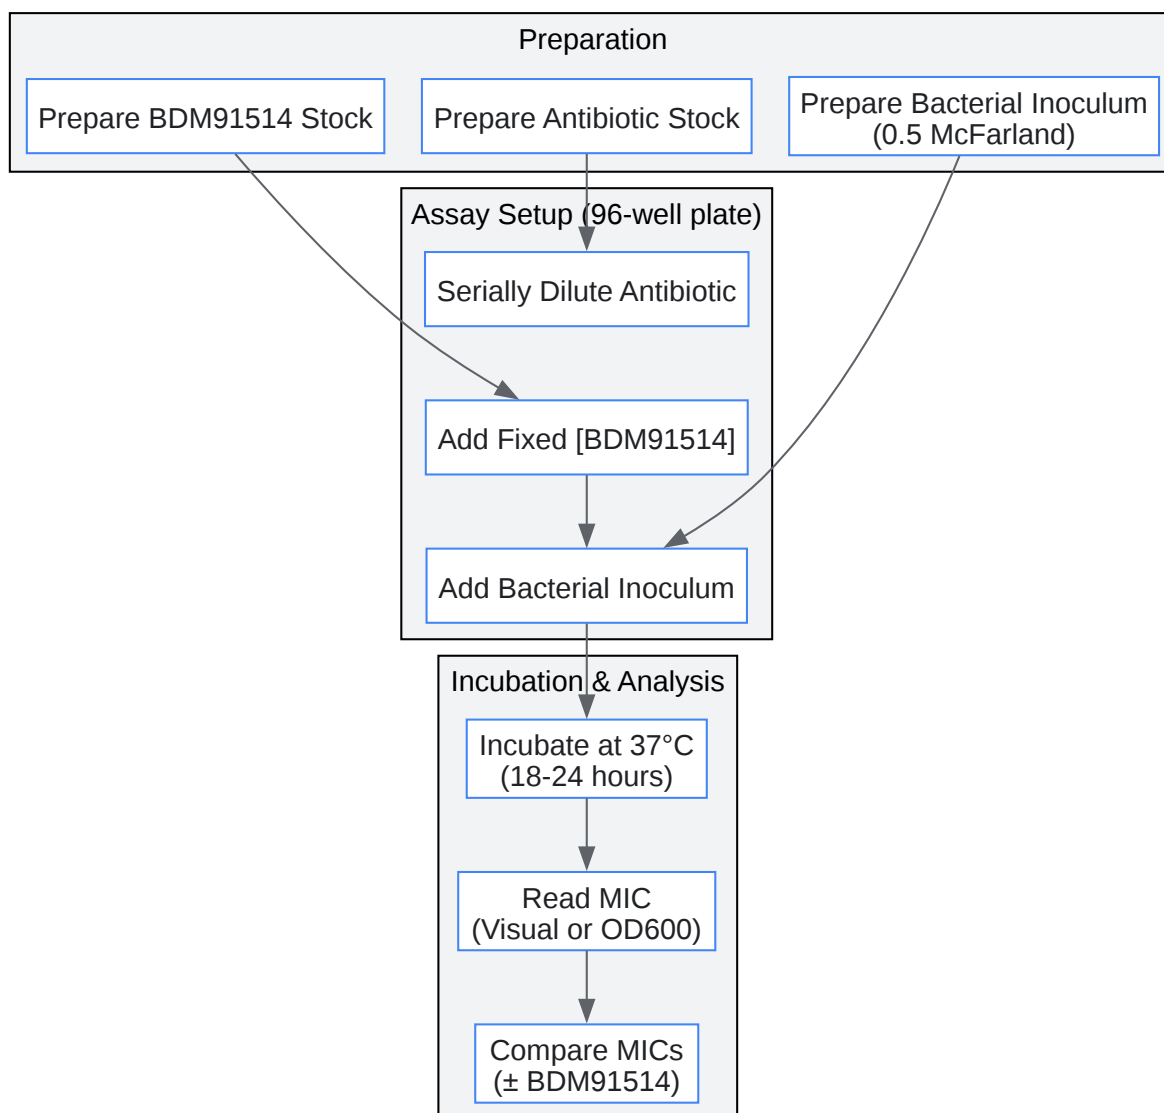 Preparation
Prepare BDM91514 Stock
Prepare Antibiotic Stock
Prepare Bacterial Inoculum
(0.5 McFarland)
Assay Setup (96-well plate)
Serially Dilute Antibiotic
Add Fixed [BDM91514]
Add Bacterial Inoculum
Incubation & Analysis
Incubate at 37°C
(18-24 hours)
Read MIC
(Visual or OD600)
Compare MICs
(± BDM91514)